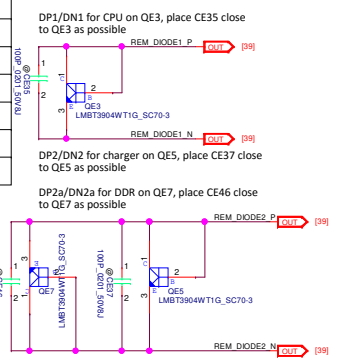 DP1/DN1 for CPU on QE3, place CE35 close
to QE3 as possible
REM_DIODE1_P
OUT
[39]
@CE35
100P_0201_50V8J
1
2
1
C
2
B
E
3
QE3
LMBT3904WT1G_SC70-3
REM_DIODE1_N
OUT
[39]
DP2/DN2 for charger on QE5, place CE37 close
to QE5 as possible
DP2a/DN2a for DDR on QE7, place CE46 close
to QE7 as possible
REM_DIODE2_P
OUT
[39]
1
2
3
2
1
QE7
LMBT3904WT1G_SC70-3
@CE37
100P_0201_50V8J
1
2
1
C
2
B
E
3
QE5
LMBT3904WT1G_SC70-3
REM_DIODE2_N
OUT
[39]